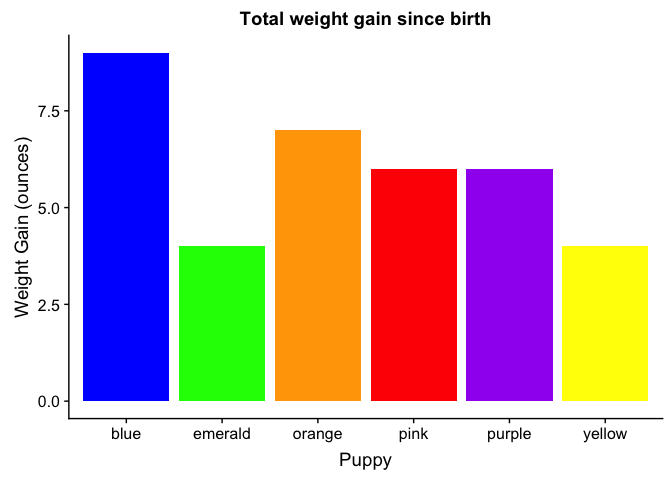 Total weight gain since birth
Weight Gain (ounces)
7.5
5.0
2.5
0.0
blue emerald orange pink purple yellow
Puppy